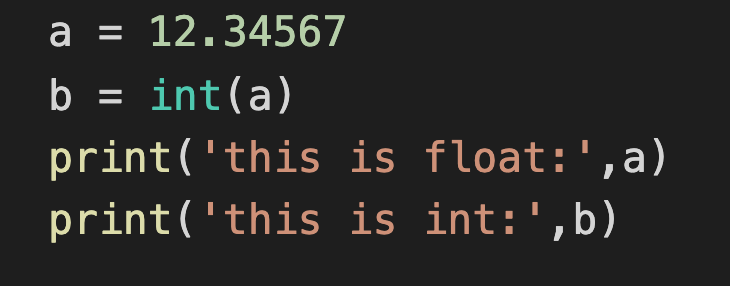 a = 12.34567
b = int(a)
print('this is float:',a)
print('this is int:',b)